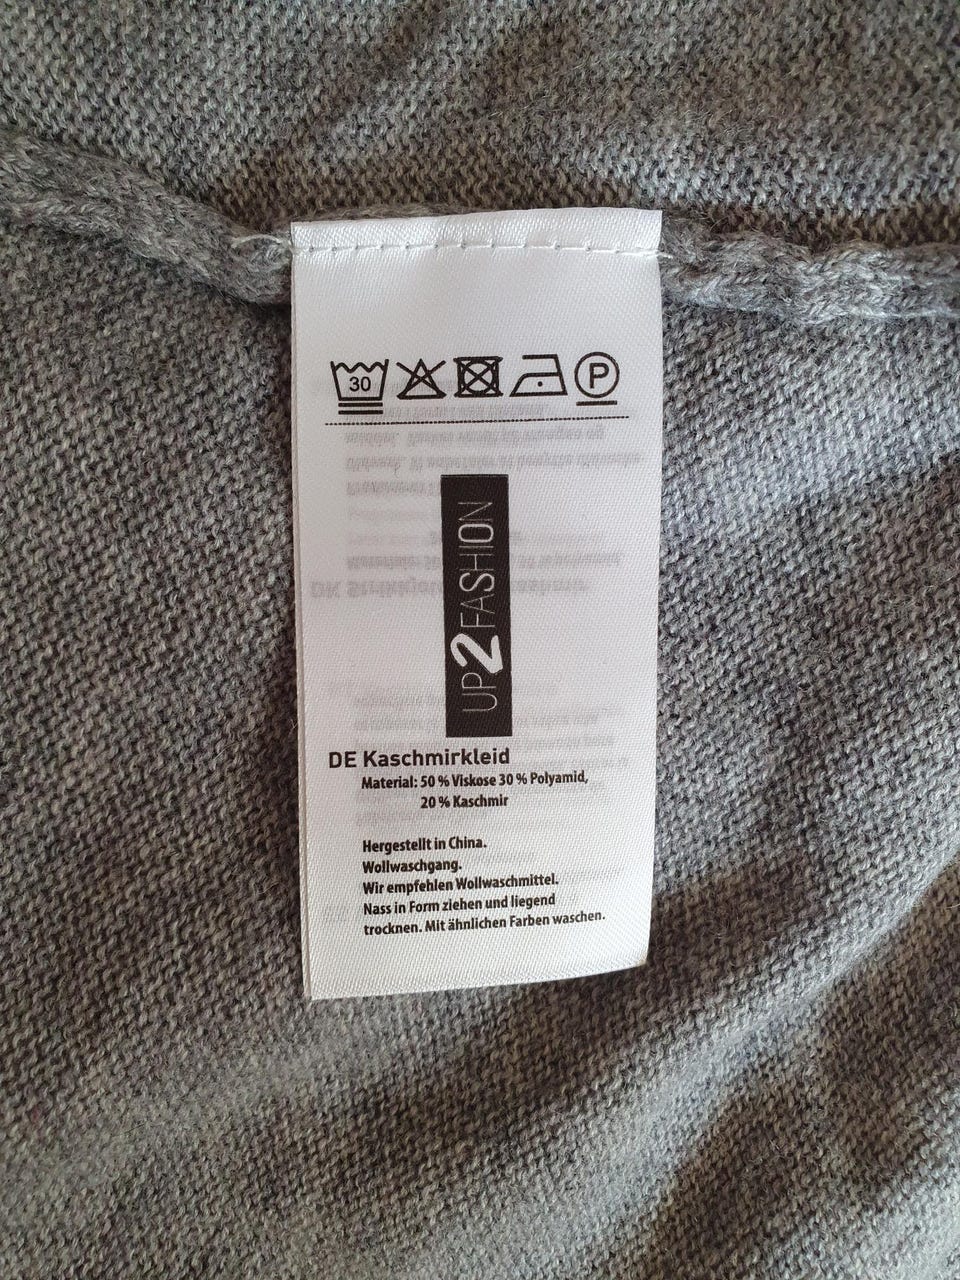 30
P
UP2FASHION
DE Kaschmirkleid
Material: 50 % Viskose 30 % Polyamid,
20 % Kaschmir
Hergestellt in China.
Wollwaschgang.
Wir empfehlen Wollwaschmittel.
Nass in Form ziehen und liegend
trocknen. Mit ähnlichen Farben waschen.